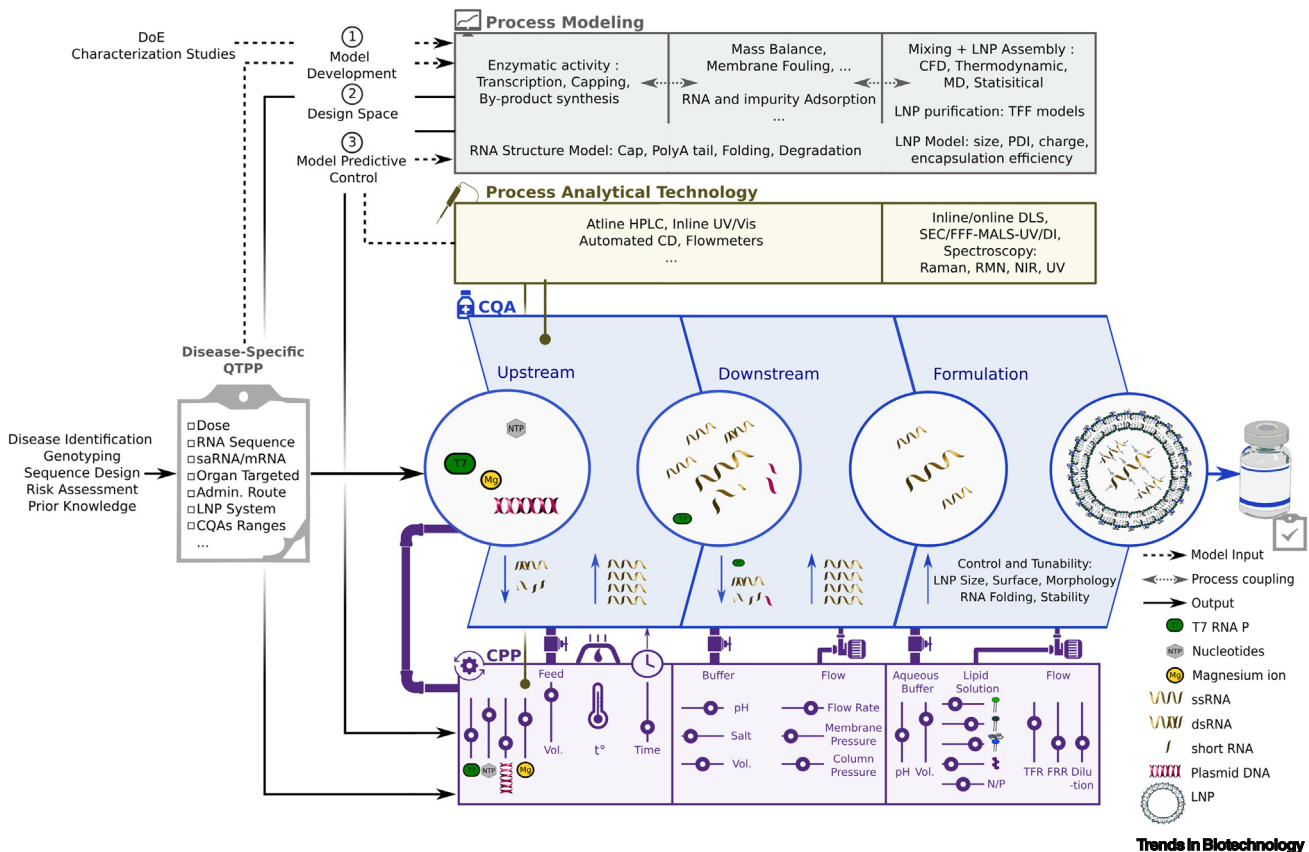 Process Modeling
DoE
Characterization Studies
1
Model
Development
2
Design Space
3
Model Predictive
Control
Enzymatic activity :
Transcription, Capping,
By-product synthesis
Mass Balance,
Membrane Fouling, ...
RNA and impurity Adsorption
...
Mixing + LNP Assembly :
CFD, Thermodynamic,
MD, Statisitical
LNP purification: TFF models
LNP Model: size, PDI, charge,
encapsulation efficiency
RNA Structure Model: Cap, PolyA tail, Folding, Degradation
Process Analytical Technology
Atline HPLC, Inline UV/Vis
Automated CD, Flowmeters
...
Inline/online DLS,
SEC/FFF-MALS-UV/DI,
Spectroscopy:
Raman, RMN, NIR, UV
CQA
Upstream
Downstream
Formulation
NTP
T7
Mg
T7
Control and Tunability:
LNP Size, Surface, Morphology
RNA Folding, Stability
Disease-Specific
QTPP
Dose
RNA Sequence
saRNA/mRNA
Organ Targeted
Admin. Route
LNP System
CQAs Ranges
...
Disease Identification
Genotyping
Sequence Design
Risk Assessment
Prior Knowledge
CPP
Feed
Vol.
t°
Time
T7
NTP
Mg
Buffer
pH
Salt
Vol.
Flow
Flow Rate
Membrane
Pressure
Column
Pressure
Aqueous
Buffer
pH Vol.
Lipid
Solution
N/P
Flow
TFR FRR Dilu
-tion
Model Input
Process coupling
Output
T7 T7 RNA P
NTP Nucleotides
Mg Magnesium ion
ssRNA
dsRNA
short RNA
Plasmid DNA
LNP
Trends in Biotechnology